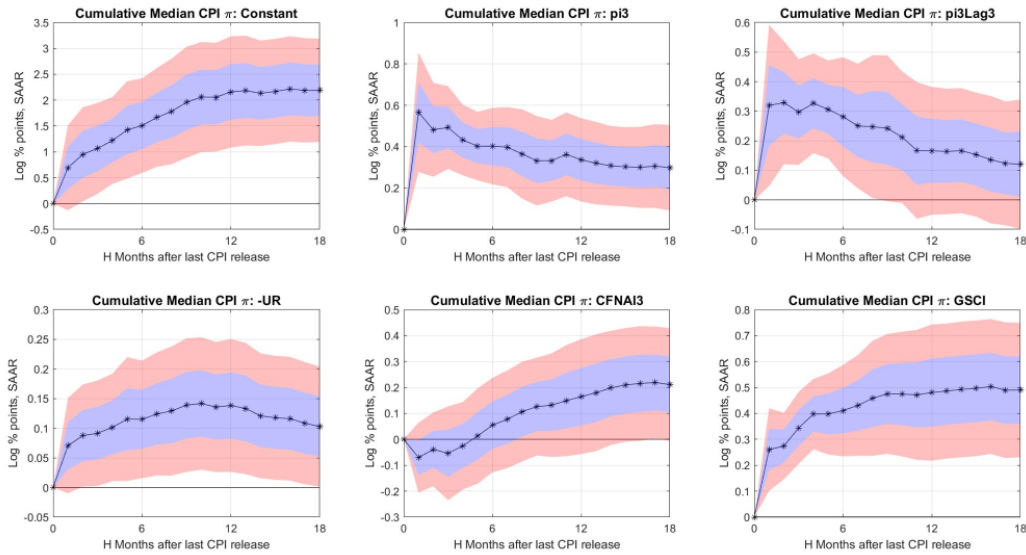 Cumulative Median CPI π: Constant
3.5
3
2.5
2
1.5
1
0.5
0
-0.5
Log % points, SAAR
0 6 12 18
H Months after last CPI release
Cumulative Median CPI π: pi3
1
0.8
0.6
0.4
0.2
0
Log % points, SAAR
0 6 12 18
H Months after last CPI release
Cumulative Median CPI π: pi3Lag3
0.6
0.5
0.4
0.3
0.2
0.1
0
-0.1
Log % points, SAAR
0 6 12 18
H Months after last CPI release
Cumulative Median CPI π: -UR
0.3
0.25
0.2
0.15
0.1
0.05
0
-0.05
Log % points, SAAR
0 6 12 18
H Months after last CPI release
Cumulative Median CPI π: CFNAI3
0.5
0.4
0.3
0.2
0.1
0
-0.1
-0.2
-0.3
Log % points, SAAR
0 6 12 18
H Months after last CPI release
Cumulative Median CPI π: GSCI
0.8
0.7
0.6
0.5
0.4
0.3
0.2
0.1
0
Log % points, SAAR
0 6 12 18
H Months after last CPI release